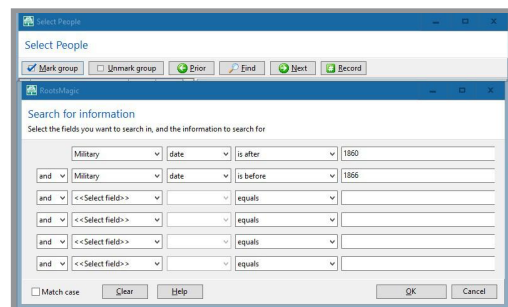 Select People
Select People
Mark group Unmark group Prior Find Next Record
RootsMagic
Search for information
Select the fields you want to search in, and the information to search for
Military date is after 1860
and Military date is before 1866
and <<Select field>> equals
and <<Select field>> equals
and <<Select field>> equals
and <<Select field>> equals
Match case Clear Help OK Cancel